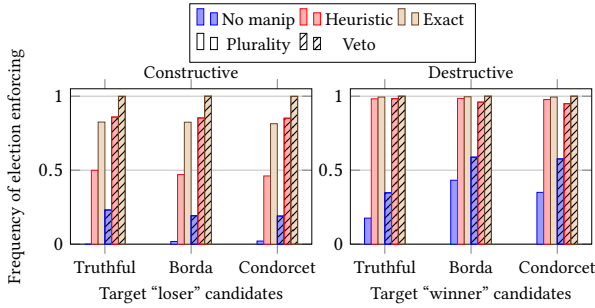 No manip Heuristic Exact
Plurality Veto
Constructive Destructive
Frequency of election enforcing
1 1
0.5 0.5
0 0
Truthful Borda Condorcet Truthful Borda Condorcet
Target “loser” candidates Target “winner” candidates